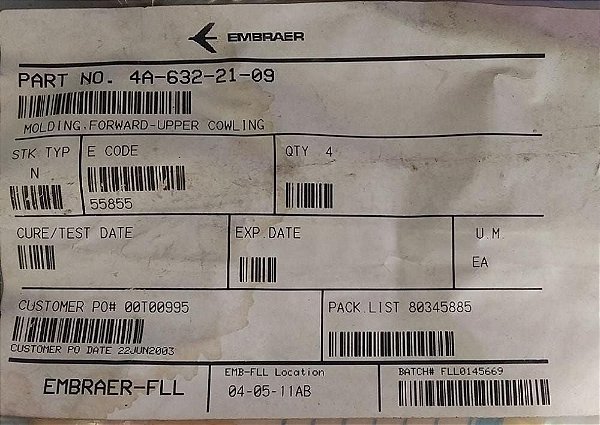 EMBRAER
PART NO. 4A-632-21-09
MOLDING,FORWARD-UPPER COWLING
STK TYP
N
E CODE
55855
QTY 4
CURE/TEST DATE
EXP.DATE
U.M
EA
CUSTOMER PO# 00T00995
CUSTOMER PO DATE 22JUN2003
PACK.LIST 80345885
EMBRAER-FLL
EMB-FLL Location
04-05-11AB
BATCH# FLL0145669